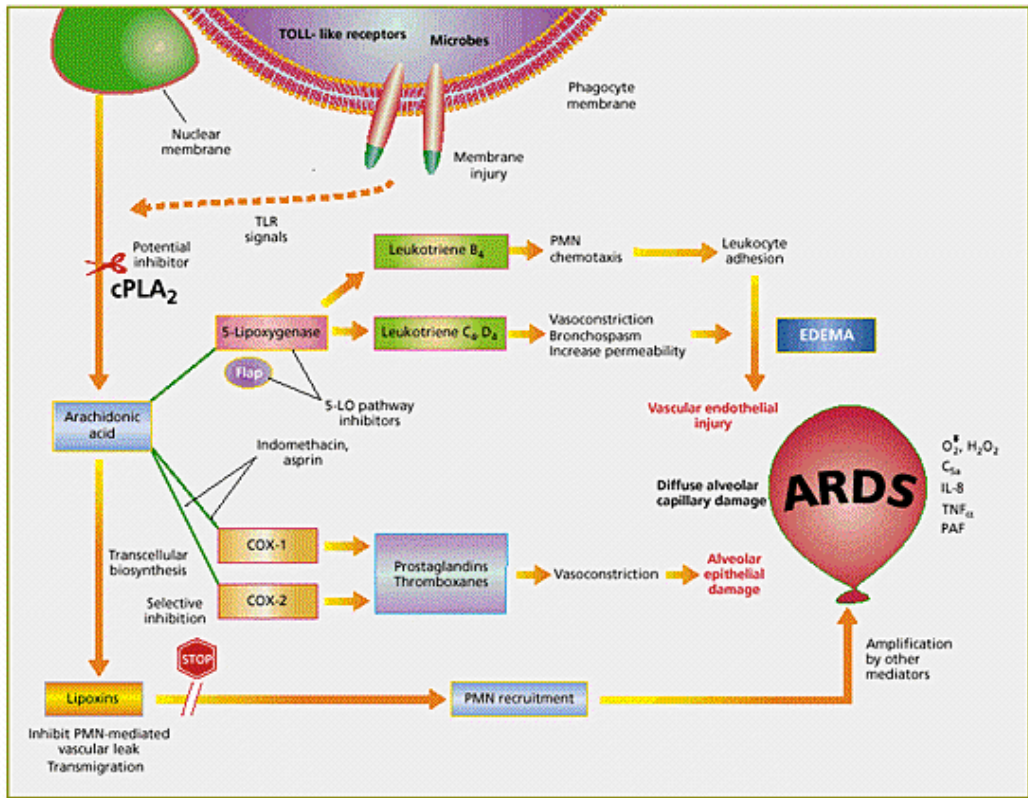 TOLL- like receptors
Microbes
Phagocyte
membrane
Nuclear
membrane
Membrane
injury
TLR
signals
Potential
inhibitor
cPLA2
Leukotriene B4
PMN
chemotaxis
Leukocyte
adhesion
5-Lipoxygenase
Leukotriene C4, D4
Vasoconstriction
Bronchospasm
Increase permeability
EDEMA
Flap
5-LO pathway
inhibitors
Vascular endothelial
injury
Arachidonic
acid
Indomethacin,
asprin
Diffuse alveolar
capillary damage
ARDS
O2, H2O2
C5a
IL-8
TNFα
PAF
Transcellular
biosynthesis
COX-1
Prostaglandins
Thromboxanes
Vasoconstriction
Alveolar
epithelial
damage
Selective
inhibition
COX-2
STOP
Amplification
by other
mediators
Lipoxins
PMN recruitment
Inhibit PMN-mediated
vascular leak
Transmigration